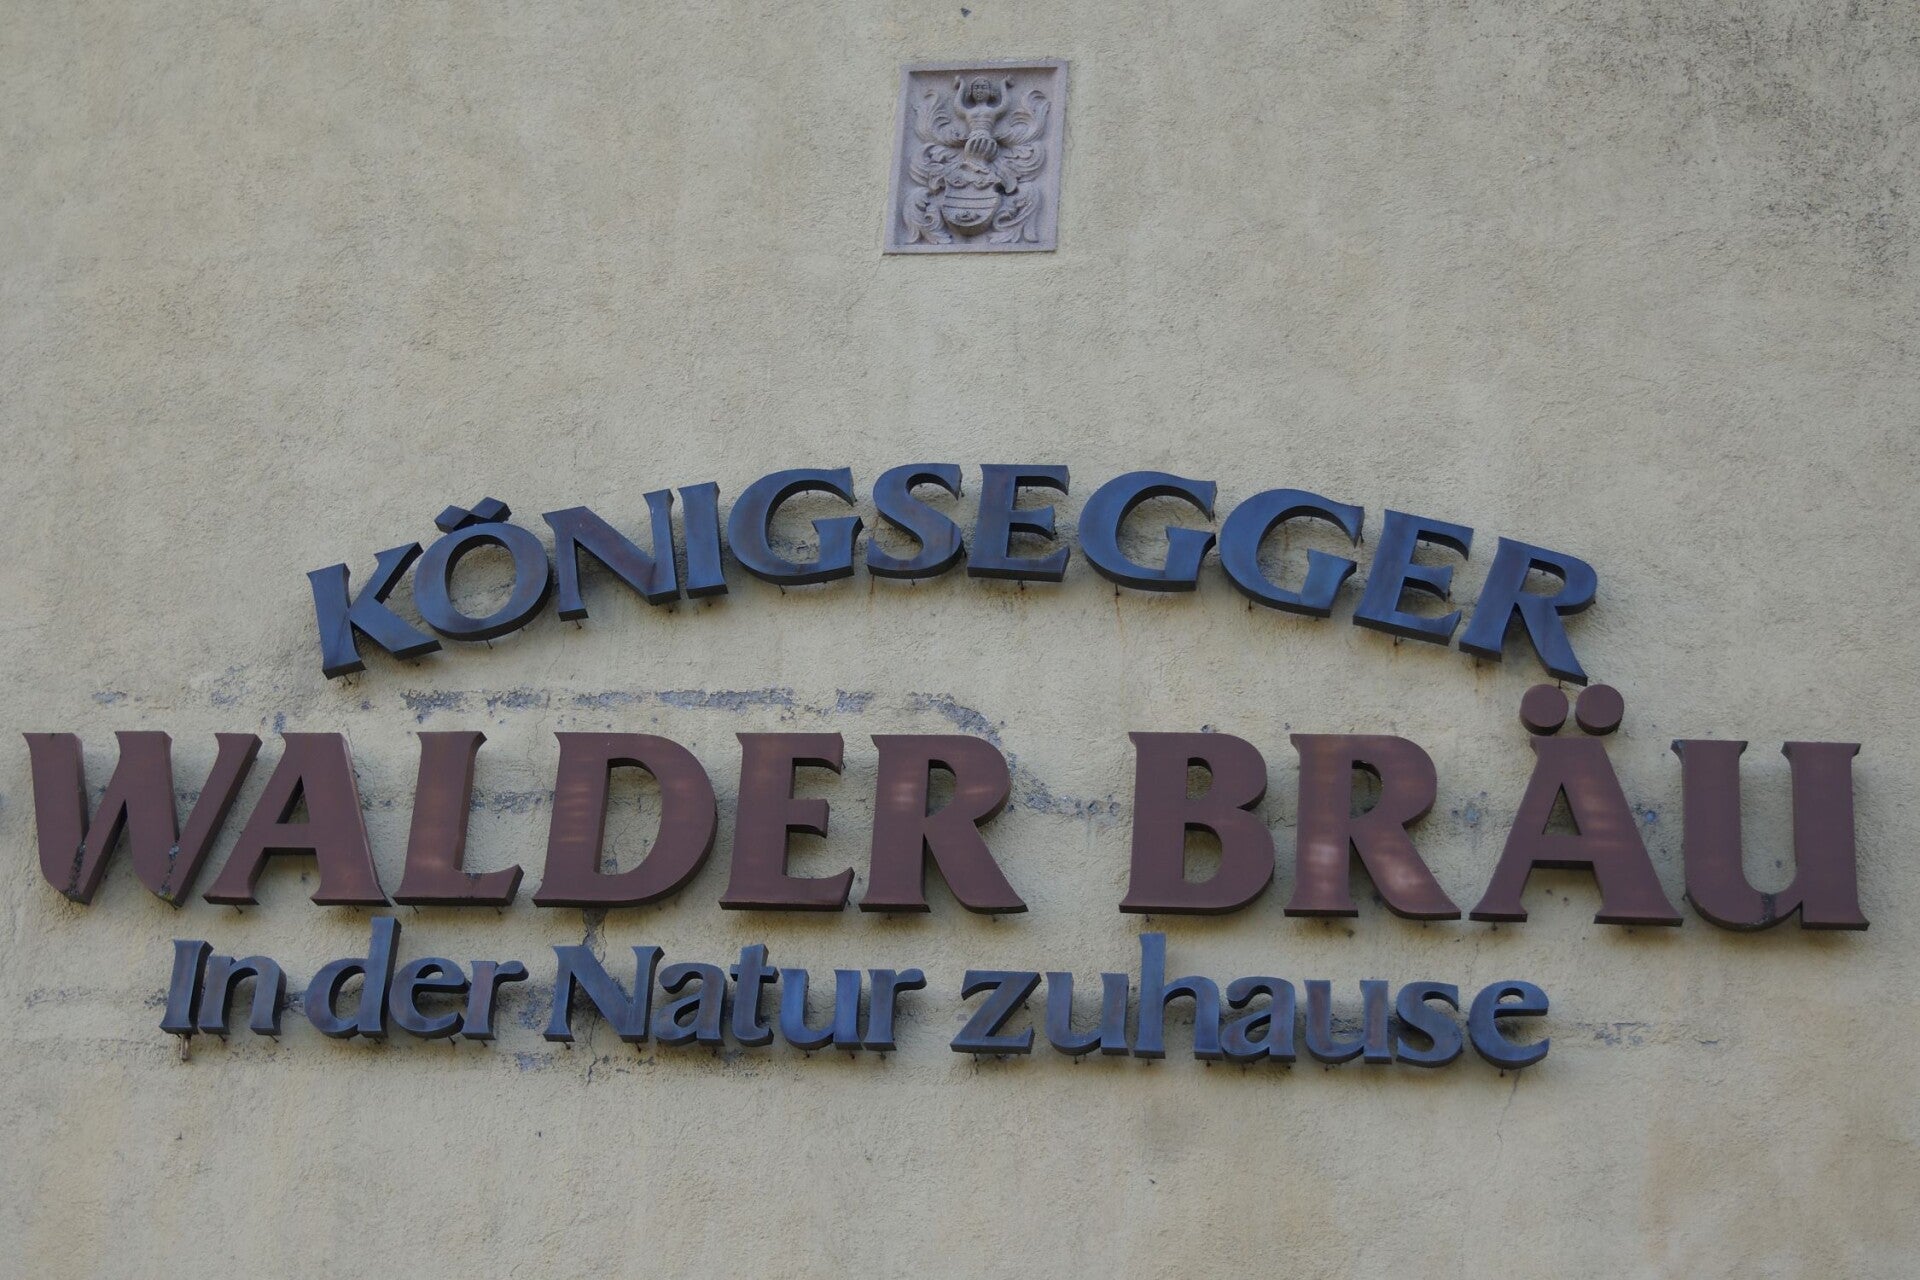 KÖNIGSEGGER
WALDER BRÄU
In der Natur zuhause